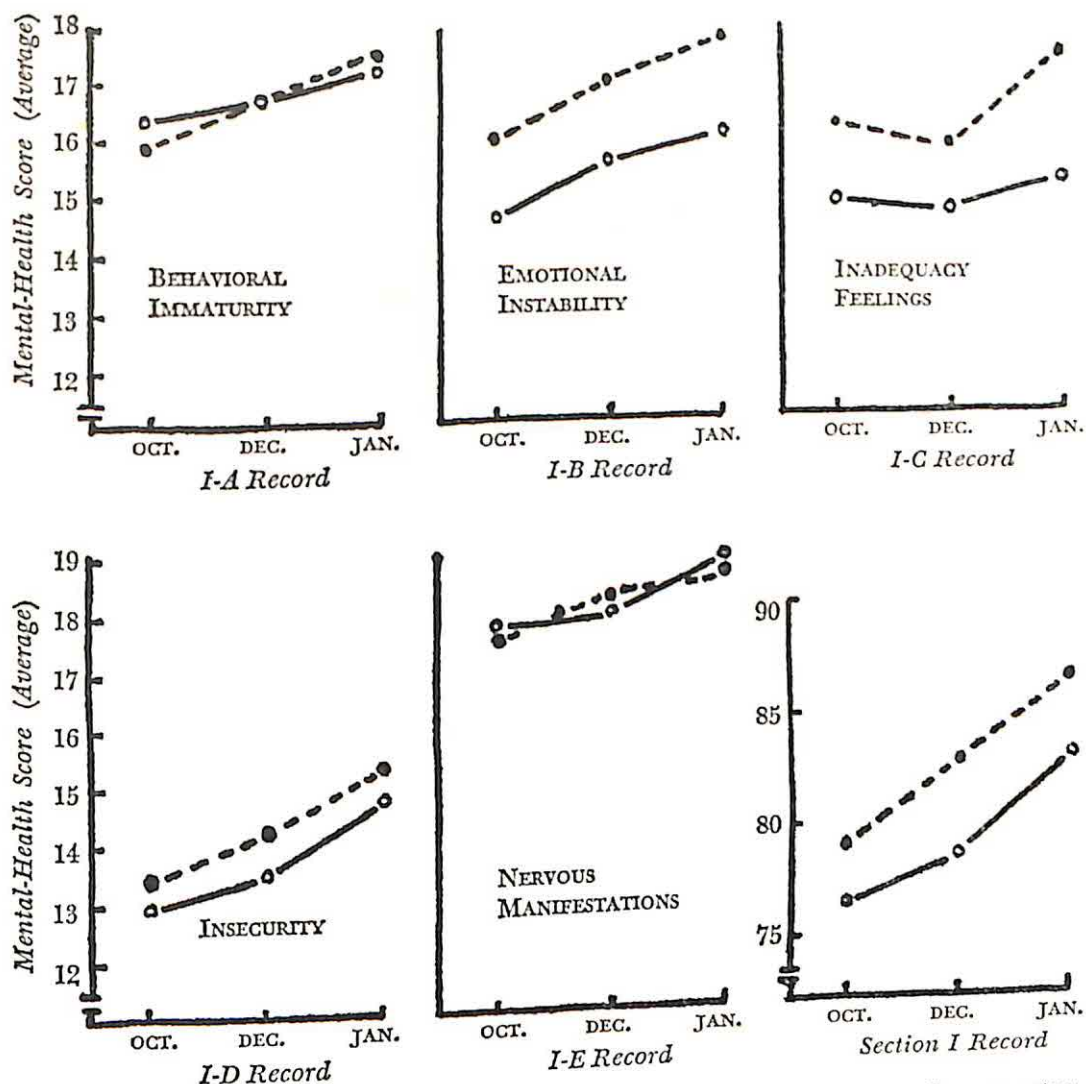 Mental-Health Score (Average)
18
17
16
15
14
13
12
BEHAVIORAL
IMMATURITY
OCT. DEC. JAN.
I-A Record
EMOTIONAL
INSTABILITY
OCT. DEC. JAN.
I-B Record
INADEQUACY
FEELINGS
OCT. DEC. JAN.
I-C Record
Mental-Health Score (Average)
19
18
17
16
15
14
13
12
INSECURITY
OCT. DEC. JAN.
I-D Record
NERVOUS
MANIFESTATIONS
OCT. DEC. JAN.
I-E Record
90
85
80
75
OCT. DEC. JAN.
Section I Record